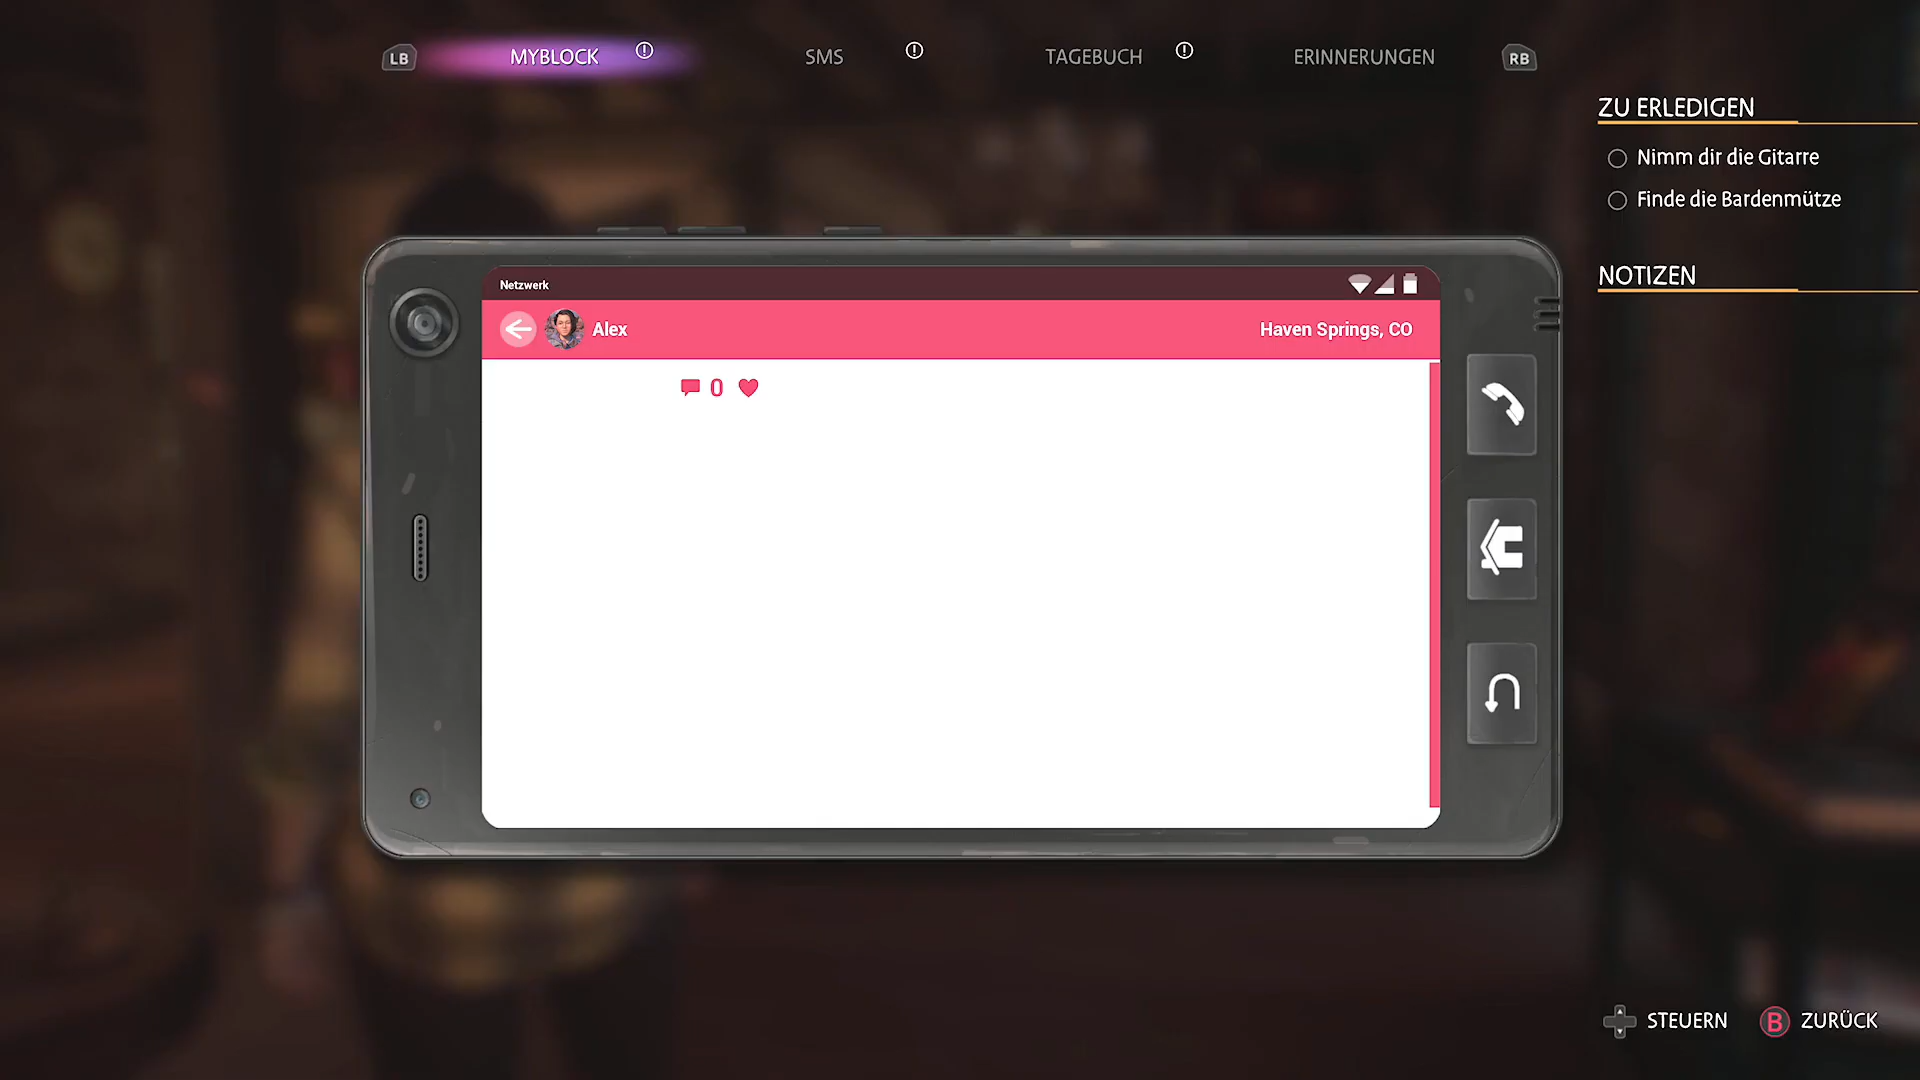 LB
MYBLOCK
SMS
TAGEBUCH
ERINNERUNGEN
RB
ZU ERLEDIGEN
Nimm dir die Gitarre
Finde die Bardenmütze
NOTIZEN
Netzwerk
Alex
Haven Springs, CO
0
STEUERN
B ZURÜCK